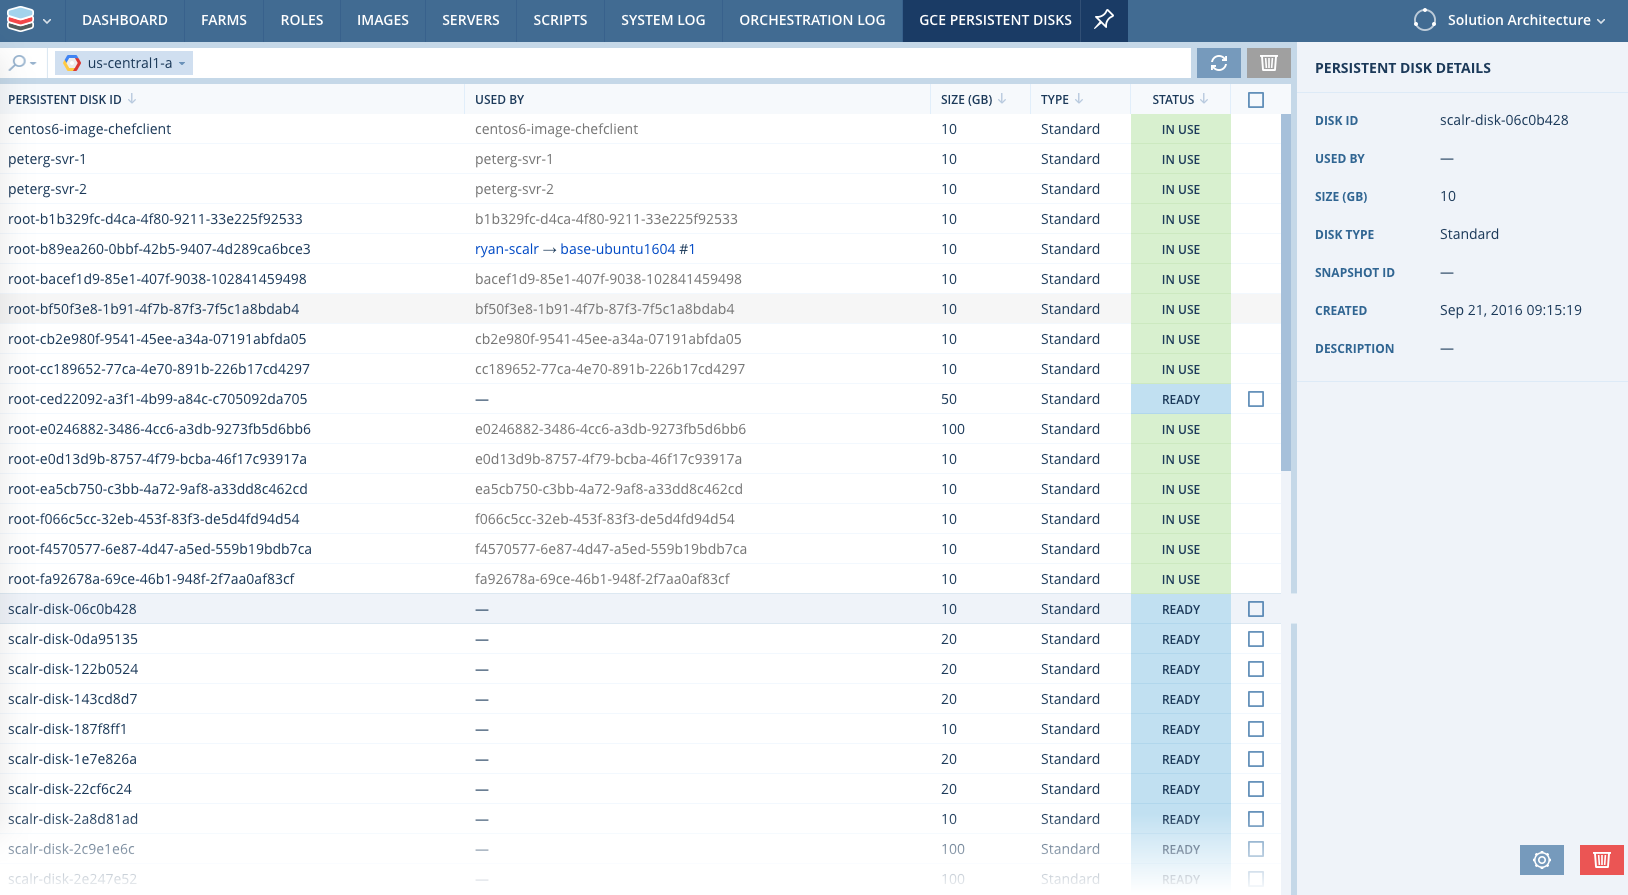 DASHBOARD FARMS ROLES IMAGES SERVERS SCRIPTS SYSTEM LOG ORCHESTRATION LOG GCE PERSISTENT DISKS Solution Architecture
us-central1-a
PERSISTENT DISK ID USED BY SIZE (GB) TYPE STATUS
centos6-image-chefclient centos6-image-chefclient 10 Standard IN USE
peterg-svr-1 peterg-svr-1 10 Standard IN USE
peterg-svr-2 peterg-svr-2 10 Standard IN USE
root-b1b329fc-d4ca-4f80-9211-33e225f92533 b1b329fc-d4ca-4f80-9211-33e225f92533 10 Standard IN USE
root-b89ea260-0bbf-42b5-9407-4d289ca6bce3 ryan-scalr → base-ubuntu1604 #1 10 Standard IN USE
root-bacef1d9-85e1-407f-9038-102841459498 bacef1d9-85e1-407f-9038-102841459498 10 Standard IN USE
root-bf50f3e8-1b91-4f7b-87f3-7f5c1a8bdab4 bf50f3e8-1b91-4f7b-87f3-7f5c1a8bdab4 10 Standard IN USE
root-cb2e980f-9541-45ee-a34a-07191abfda05 cb2e980f-9541-45ee-a34a-07191abfda05 10 Standard IN USE
root-cc189652-77ca-4e70-891b-226b17cd4297 cc189652-77ca-4e70-891b-226b17cd4297 10 Standard IN USE
root-ced22092-a3f1-4b99-a84c-c705092da705 — 50 Standard READY
root-e0246882-3486-4cc6-a3db-9273fb5d6bb6 e0246882-3486-4cc6-a3db-9273fb5d6bb6 100 Standard IN USE
root-e0d13d9b-8757-4f79-bcba-46f17c93917a e0d13d9b-8757-4f79-bcba-46f17c93917a 10 Standard IN USE
root-ea5cb750-c3bb-4a72-9af8-a33dd8c462cd ea5cb750-c3bb-4a72-9af8-a33dd8c462cd 10 Standard IN USE
root-f066c5cc-32eb-453f-83f3-de5d4fd94d54 f066c5cc-32eb-453f-83f3-de5d4fd94d54 10 Standard IN USE
root-f4570577-6e87-4d47-a5ed-559b19bdb7ca f4570577-6e87-4d47-a5ed-559b19bdb7ca 10 Standard IN USE
root-fa92678a-69ce-46b1-948f-2f7aa0af83cf fa92678a-69ce-46b1-948f-2f7aa0af83cf 10 Standard IN USE
scalr-disk-06c0b428 — 10 Standard READY
scalr-disk-0da95135 — 20 Standard READY
scalr-disk-122b0524 — 20 Standard READY
scalr-disk-143cd8d7 — 20 Standard READY
scalr-disk-187f8ff1 — 10 Standard READY
scalr-disk-1e7e826a — 20 Standard READY
scalr-disk-22cf6c24 — 20 Standard READY
scalr-disk-2a8d81ad — 10 Standard READY
scalr-disk-2c9e1e6c — 100 Standard READY
scalr-disk-2e247e52 — 100 Standard READY
PERSISTENT DISK DETAILS
DISK ID scalr-disk-06c0b428
USED BY —
SIZE (GB) 10
DISK TYPE Standard
SNAPSHOT ID —
CREATED Sep 21, 2016 09:15:19
DESCRIPTION —